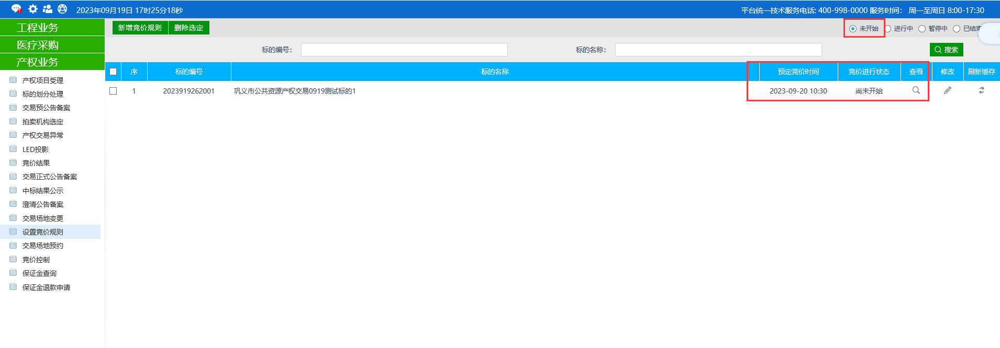 2023年09月19日 17时25分18秒
平台统一技术服务电话: 400-998-0000 服务时间： 周一至周日 8:00-17:30
工程业务
医疗采购
产权业务
产权项目受理
标的划分处理
交易预公告备案
拍卖机构选定
产权交易异常
LED投影
竞价结果
交易正式公告备案
中标结果公示
澄清公告备案
交易场地变更
设置竞价规则
交易场地预约
竞价控制
保证金查询
保证金退款申请
新增竞价规则 删除选定
未开始 进行中 暂停中 已结束
标的编号： 标的名称： 搜索
序 标的编号 标的名称 预定竞价时间 竞价进行状态 查看 修改 刷新缓存
1 2023919262001 巩义市公共资源产权交易0919测试标的1 2023-09-20 10:30 尚未开始